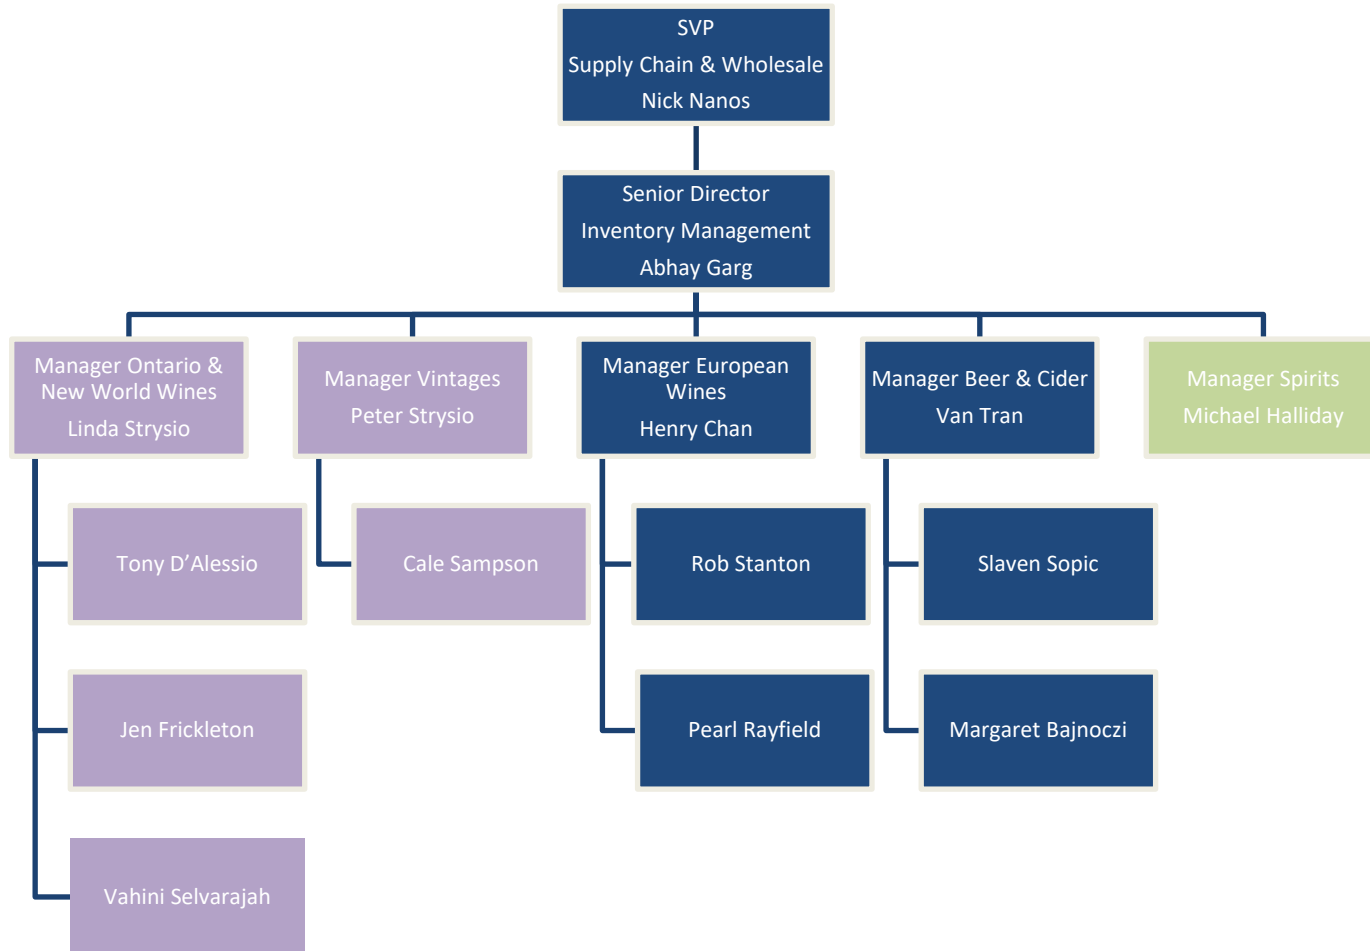 SVP
Supply Chain & Wholesale
Nick Nanos
Senior Director
Inventory Management
Abhay Garg
Manager Ontario &
New World Wines
Linda Strysio
Manager Vintages
Peter Strysio
Manager European
Wines
Henry Chan
Manager Beer & Cider
Van Tran
Manager Spirits
Michael Halliday
Tony D’Alessio
Cale Sampson
Rob Stanton
Slaven Sopic
Jen Frickleton
Pearl Rayfield
Margaret Bajnoczi
Vahini Selvarajah